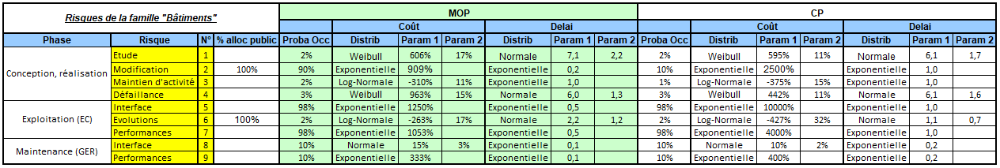 Risques de la famille "Bâtiments" MOP CP
Coût Delai Coût Delai
Phase Risque N° % alloc public Proba Occ Distrib Param 1 Param 2 Distrib Param 1 Param 2 Proba Occ Distrib Param 1 Param 2 Distrib Param 1 Param 2
Conception, réalisation Etude 1 2% Weibull 606% 17% Normale 7,1 2,2 2% Weibull 595% 11% Normale 6,1 1,7
Modification 2 100% 90% Exponentielle 909% Exponentielle 0,2 10% Exponentielle 2500% Exponentielle 1,0
Maintien d'activité 3 2% Log-Normale -310% 11% Exponentielle 1,0 1% Log-Normale -375% 15% Exponentielle 1,0
Défaillance 4 3% Weibull 963% 15% Normale 6,0 1,3 3% Weibull 442% 11% Normale 6,1 1,6
Exploitation (EC) Interface 5 98% Exponentielle 1250% Exponentielle 0,5 98% Exponentielle 10000% Exponentielle 1,0
Evolutions 6 100% 2% Log-Normale -263% 17% Normale 2,2 1,2 2% Log-Normale -427% 32% Normale 1,1 0,7
Performances 7 98% Exponentielle 1053% Exponentielle 0,5 98% Exponentielle 4000% Exponentielle 1,0
Maintenance (GER) Interface 8 10% Normale 15% 3% Exponentielle 0,1 10% Normale 10% 2% Exponentielle 0,2
Performances 9 10% Exponentielle 333% Exponentielle 0,1 10% Exponentielle 400% Exponentielle 0,2